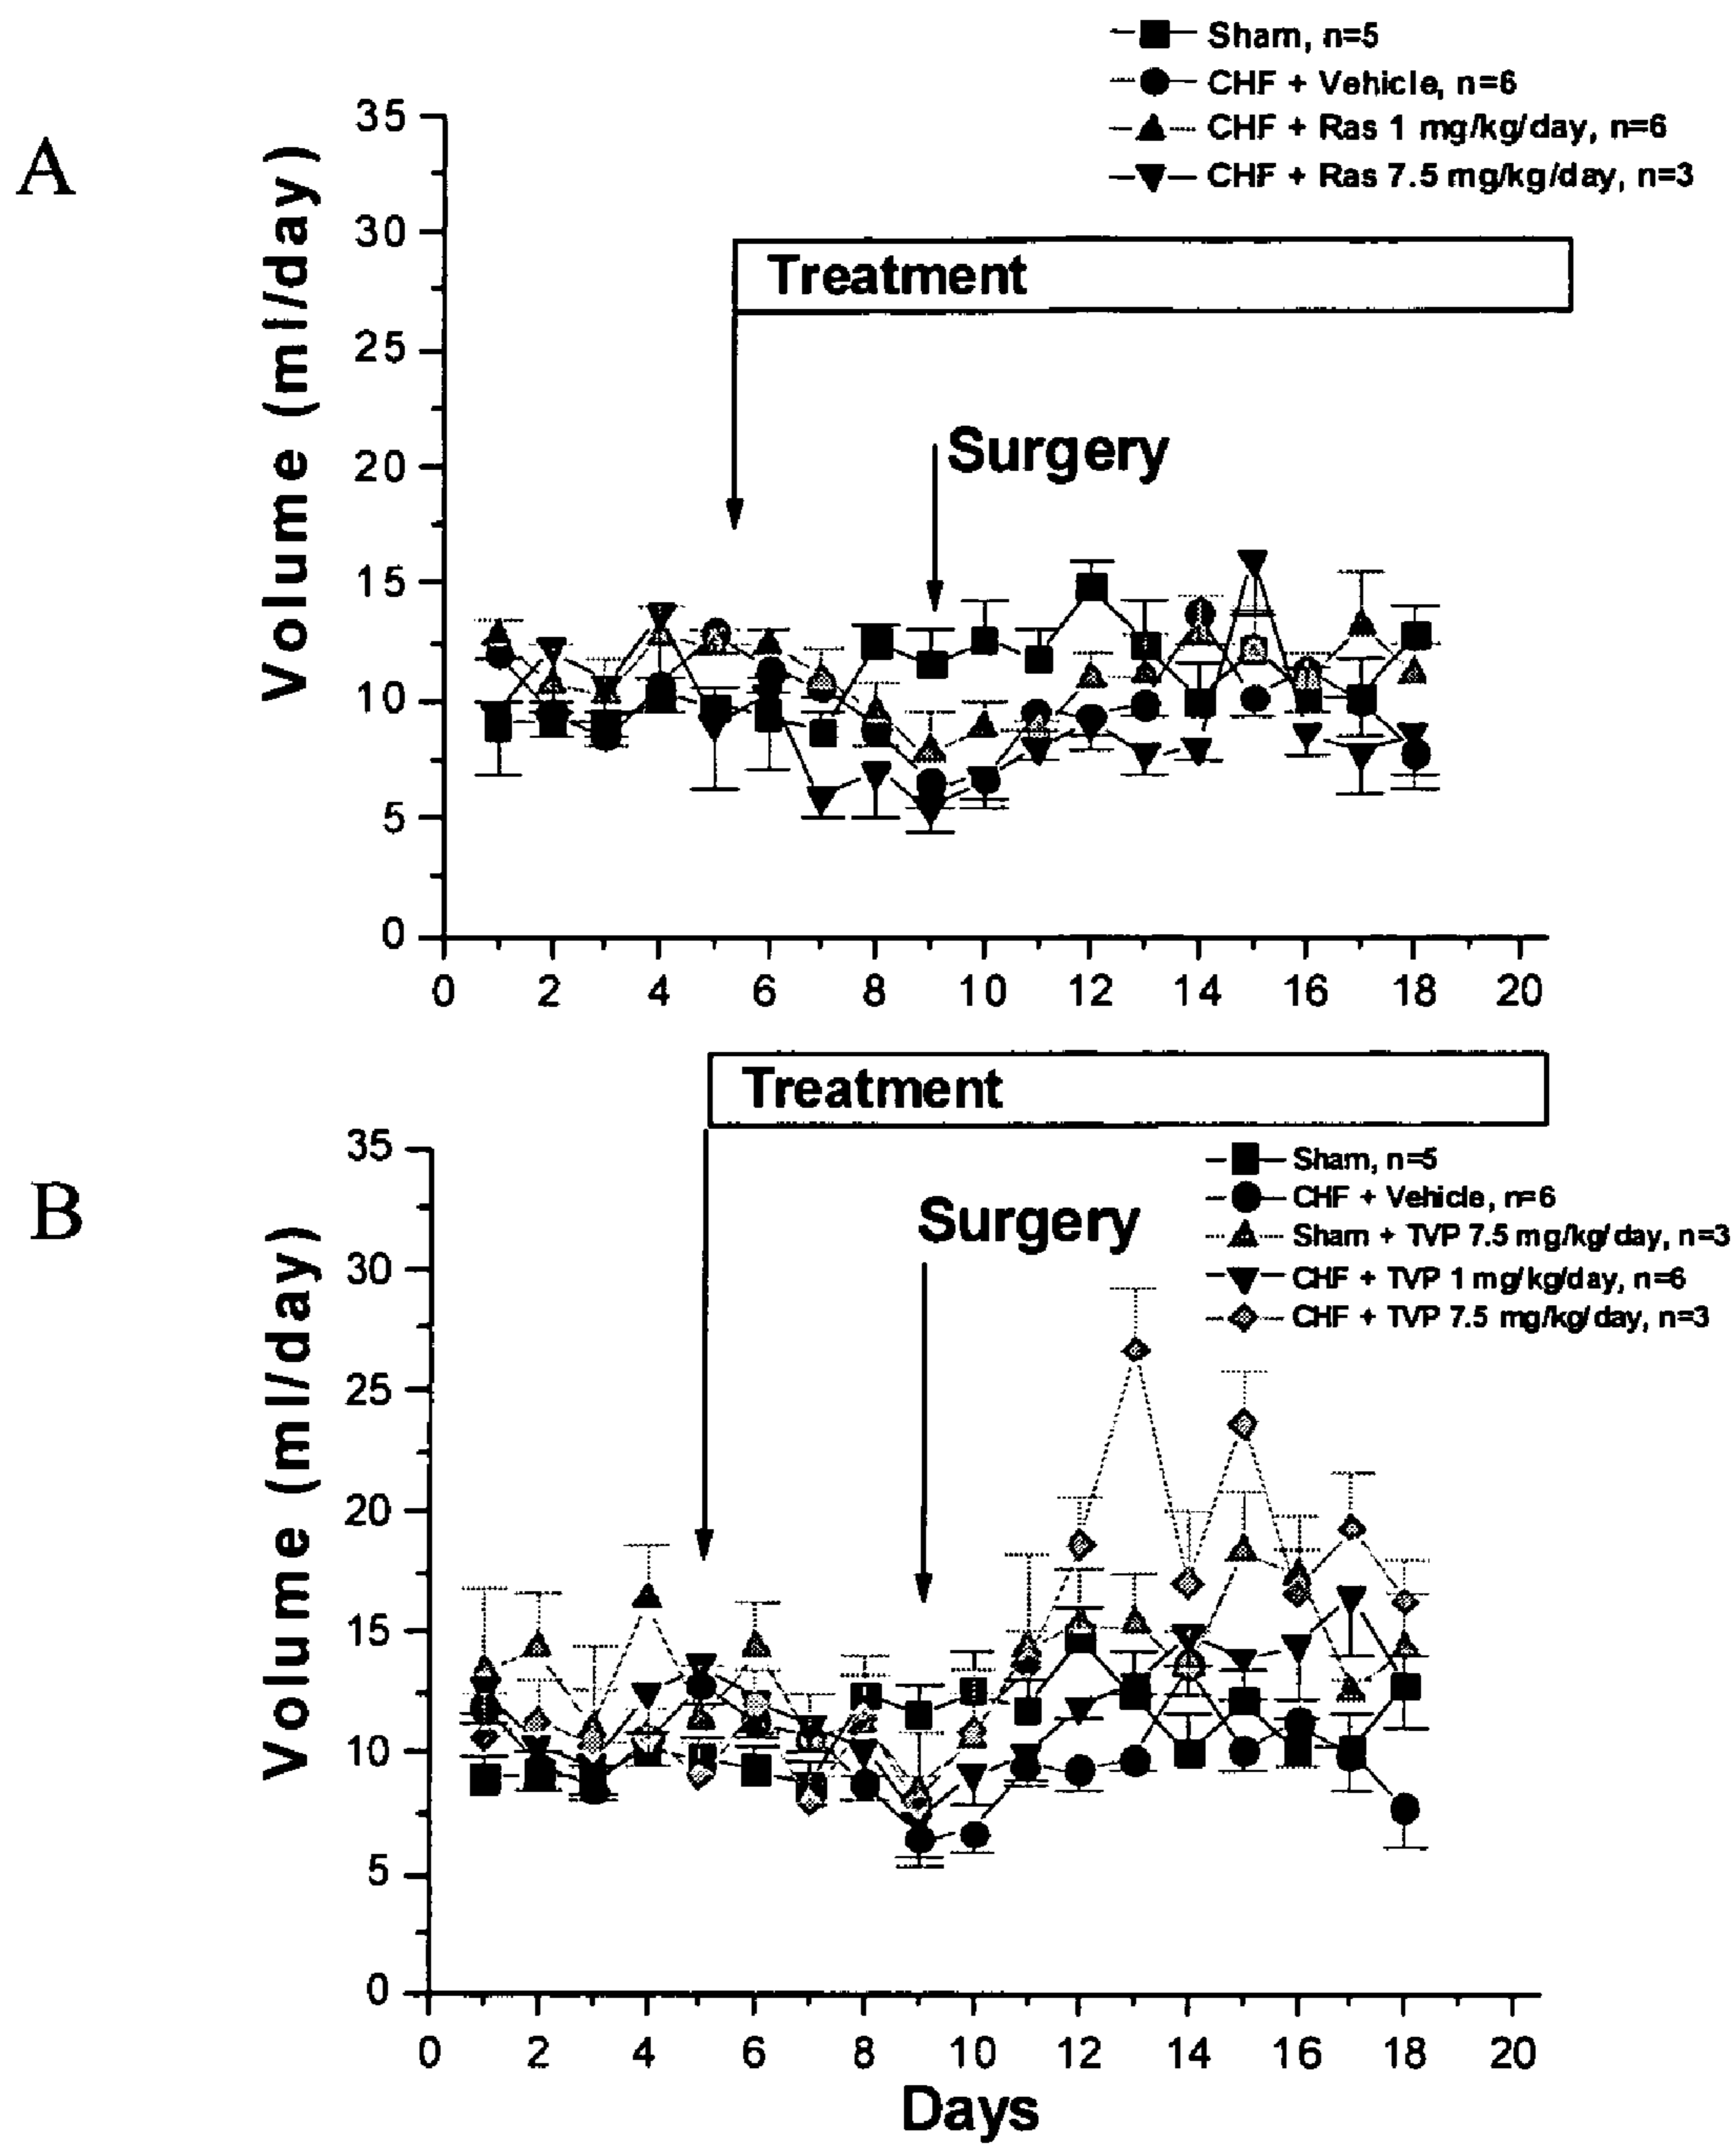 A
Sham, n=5
CHF + Vehicle, n=6
CHF + Ras 1 mg/kg/day, n=6
CHF + Ras 7.5 mg/kg/day, n=3
Volume (ml/day)
35
30
25
20
15
10
5
0
Treatment
Surgery
0 2 4 6 8 10 12 14 16 18 20
B
Treatment
Sham, n=5
CHF + Vehicle, n=6
Sham + TVP 7.5 mg/kg/day, n=3
CHF + TVP 1 mg/kg/day, n=6
CHF + TVP 7.5 mg/kg/day, n=3
Surgery
Volume (ml/day)
35
30
25
20
15
10
5
0
0 2 4 6 8 10 12 14 16 18 20
Days